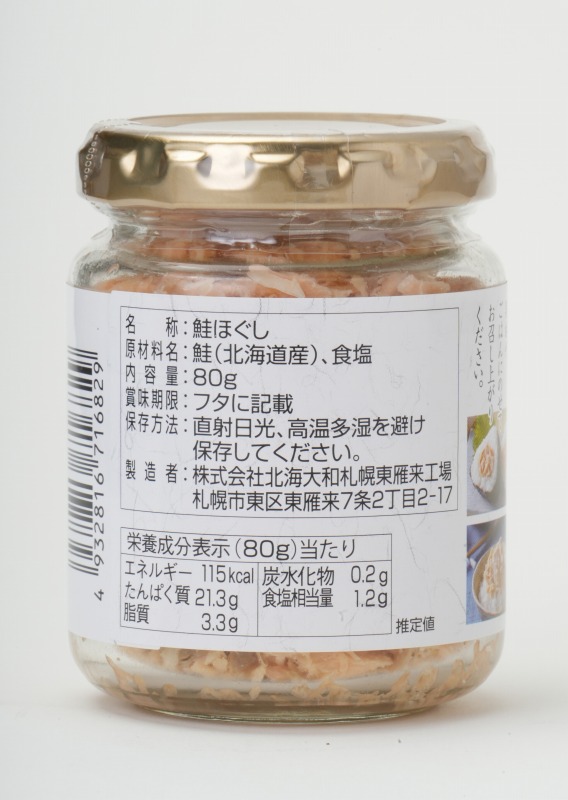 名称:鮭ほぐし
原材料名:鮭(北海道産)、食塩
内容量:80g
賞味期限:フタに記載
保存方法:直射日光、高温多湿を避け
保存してください。
製造者:株式会社北海大和札幌東雁来工場
札幌市東区東雁来7条2丁目2-17
栄養成分表示(80g)当たり
エネルギー 115kcal 炭水化物 0.2g
たんぱく質 21.3g 食塩相当量 1.2g
脂質 3.3g
推定値
4932816716829
お召し上がり
ください。